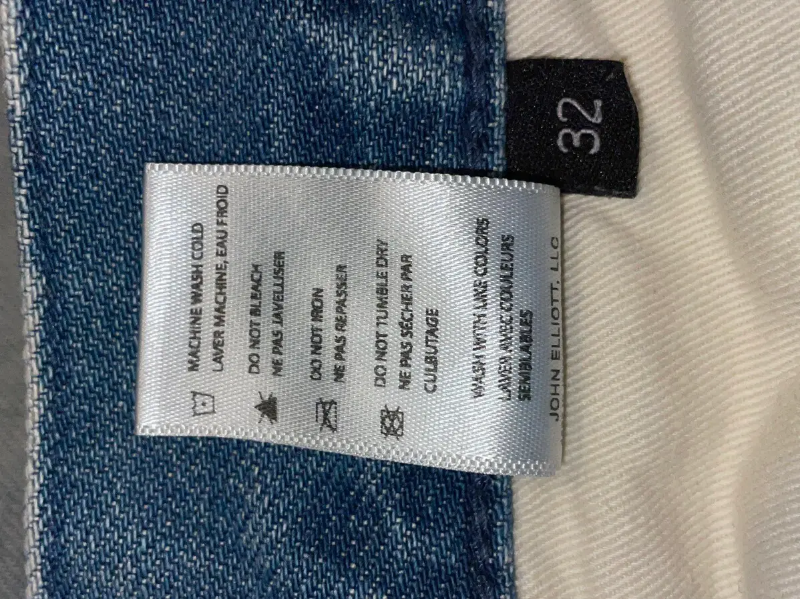 MACHINE WASH COLD
LAVER MACHINE, EAU FROID
DO NOT BLEACH
NE PAS JAVELLISER
DO NOT IRON
NE PAS REPASSER
DO NOT TUMBLE DRY
NE PAS SÉCHER PAR
CULBUTAGE
WASH WITH LIKE COLORS
LAVER AVEC COULEURS
SEMBLABLES
JOHN ELLIOTT, LLC
32